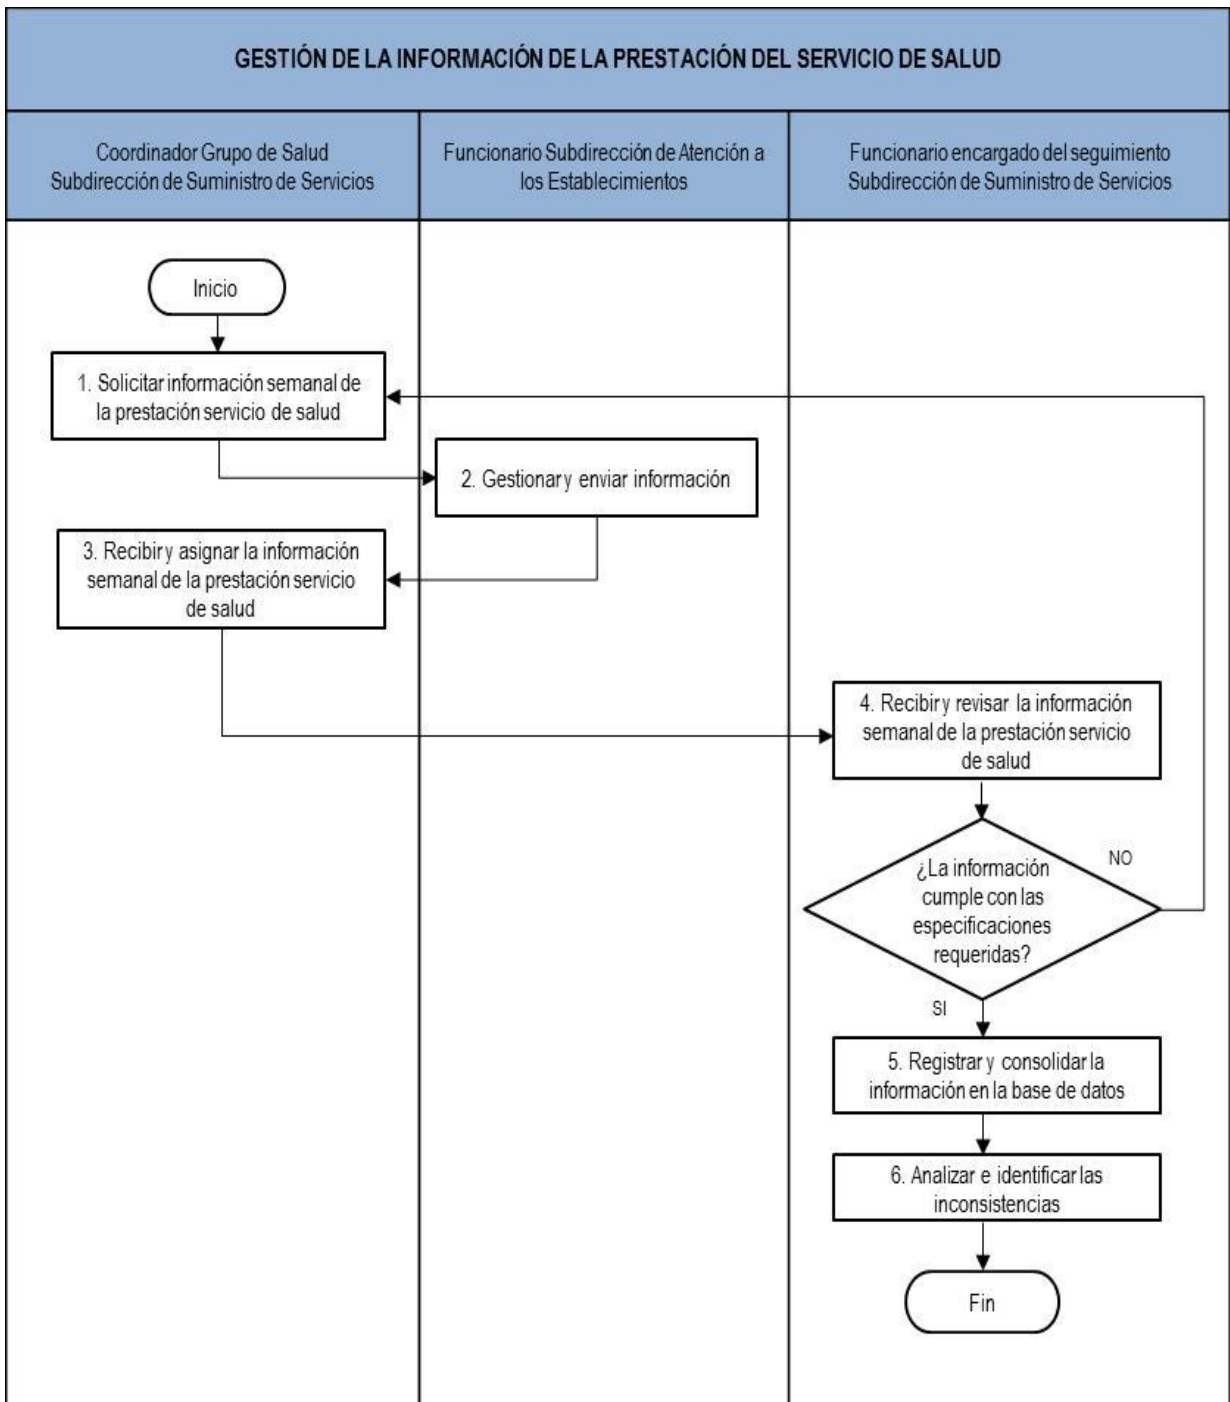 GESTIÓN DE LA INFORMACIÓN DE LA PRESTACIÓN DEL SERVICIO DE SALUD
Coordinador Grupo de Salud
Subdirección de Suministro de Servicios
Funcionario Subdirección de Atención a
los Establecimientos
Funcionario encargado del seguimiento
Subdirección de Suministro de Servicios
Inicio
1. Solicitar información semanal de
la prestación servicio de salud
2. Gestionar y enviar información
3. Recibir y asignar la información
semanal de la prestación servicio
de salud
4. Recibir y revisar la información
semanal de la prestación servicio
de salud
¿La información
cumple con las
especificaciones
requeridas?
NO
SI
5. Registrar y consolidar la
información en la base de datos
6. Analizar e identificar las
inconsistencias
Fin